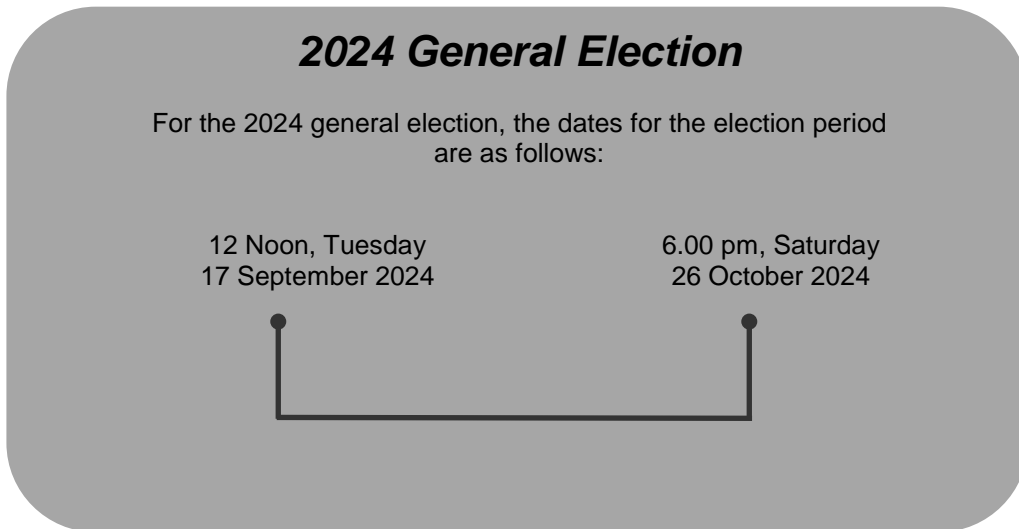 2024 General Election
For the 2024 general election, the dates for the election period
are as follows:
12 Noon, Tuesday
17 September 2024
6.00 pm, Saturday
26 October 2024